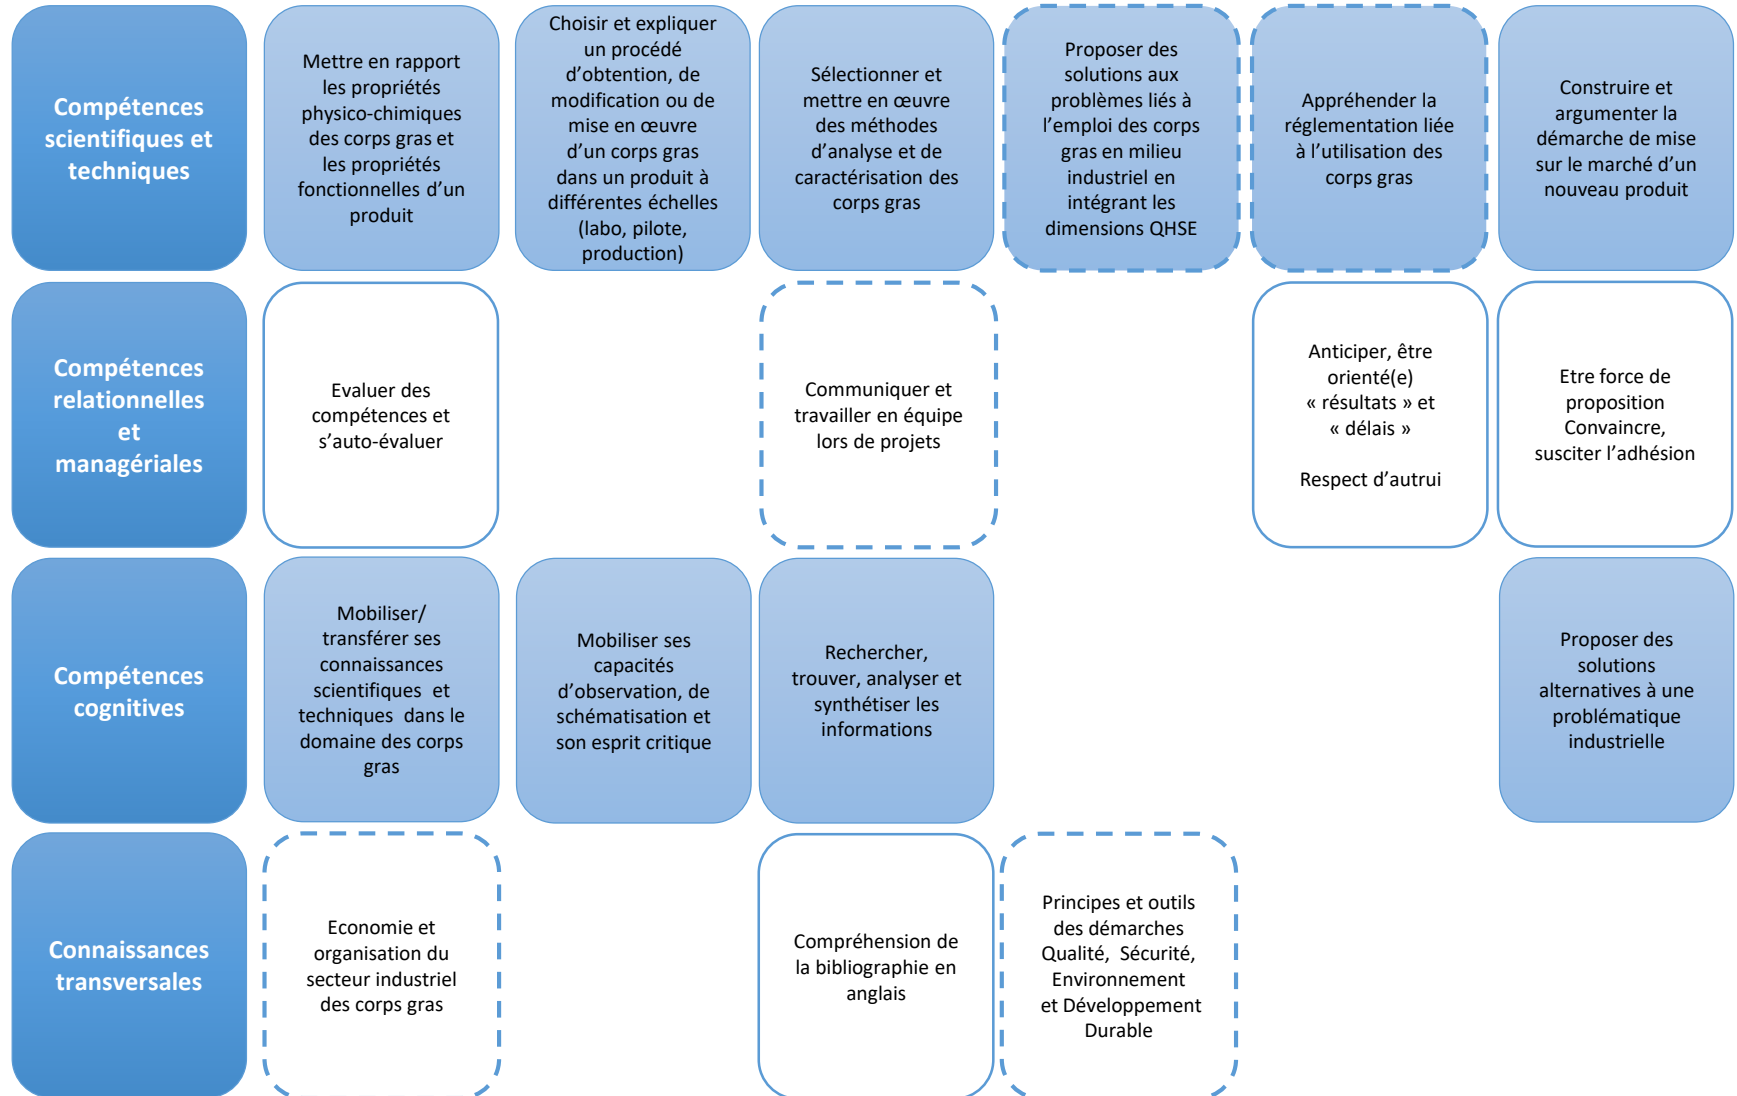 Compétences
scientifiques et
techniques
Mettre en rapport
les propriétés
physico-chimiques
des corps gras et
les propriétés
fonctionnelles d’un
produit
Choisir et expliquer
un procédé
d’obtention, de
modification ou de
mise en œuvre
d’un corps gras
dans un produit à
différentes échelles
(labo, pilote,
production)
Sélectionner et
mettre en œuvre
des méthodes
d’analyse et de
caractérisation des
corps gras
Proposer des
solutions aux
problèmes liés à
l’emploi des corps
gras en milieu
industriel en
intégrant les
dimensions QHSE
Appréhender la
réglementation liée
à l’utilisation des
corps gras
Construire et
argumenter la
démarche de mise
sur le marché d’un
nouveau produit
Compétences
relationnelles
et
managériales
Evaluer des
compétences et
s’auto-évaluer
Communiquer et
travailler en équipe
lors de projets
Anticiper, être
orienté(e)
« résultats » et
« délais »
Respect d’autrui
Etre force de
proposition
Convaincre,
susciter l’adhésion
Compétences
cognitives
Mobiliser/
transférer ses
connaissances
scientifiques et
techniques dans le
domaine des corps
gras
Mobiliser ses
capacités
d’observation, de
schématisation et
son esprit critique
Rechercher,
trouver, analyser et
synthétiser les
informations
Proposer des
solutions
alternatives à une
problématique
industrielle
Connaissances
transversales
Economie et
organisation du
secteur industriel
des corps gras
Compréhension de
la bibliographie en
anglais
Principes et outils
des démarches
Qualité, Sécurité,
Environnement
et Développement
Durable